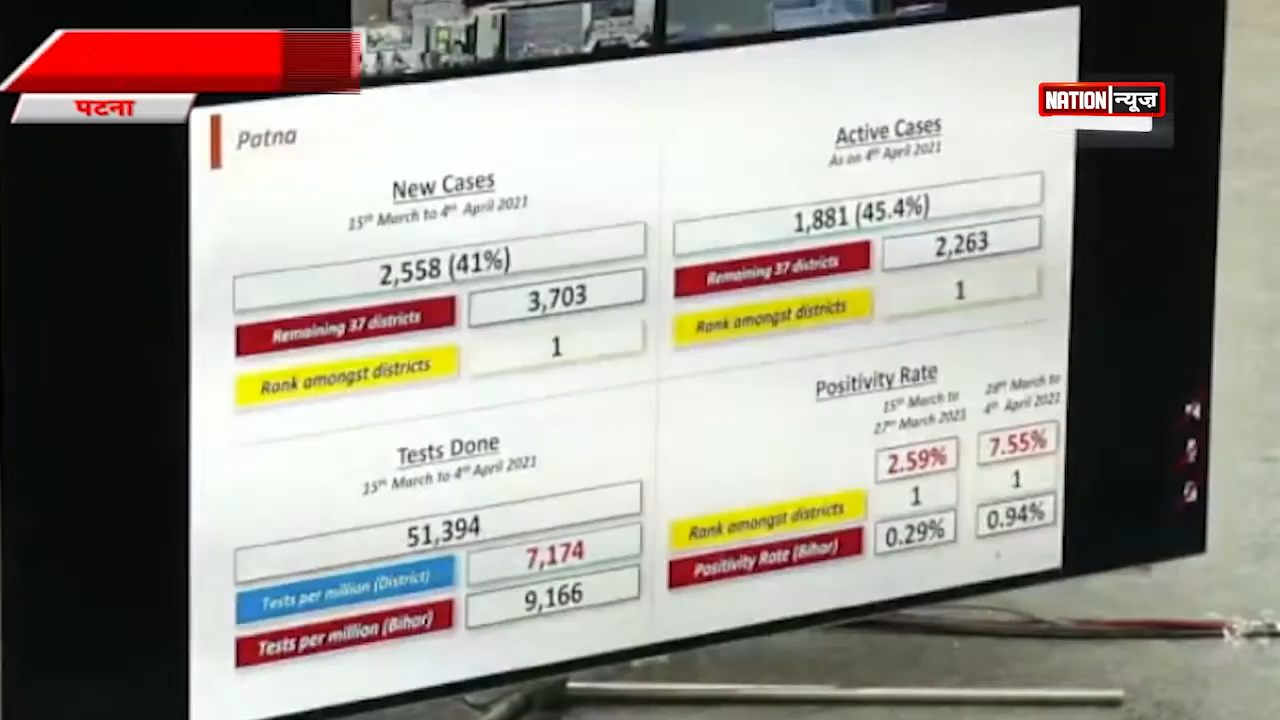 पटना
NATION न्यूज़
Patna
New Cases
15th March to 4th April 2021
2,558 (41%)
Remaining 37 districts 3,703
Rank amongst districts 1
Active Cases
As on 4th April 2021
1,881 (45.4%)
Remaining 37 districts 2,263
Rank amongst districts 1
Tests Done
15th March to 4th April 2021
51,394
Tests per million (District) 7,174
Tests per million (Bihar) 9,166
Positivity Rate
15th March to
27th March 2021
28th March to
4th April 2021
2.59% 7.55%
Rank amongst districts 1 1
Positivity Rate (Bihar) 0.29% 0.94%